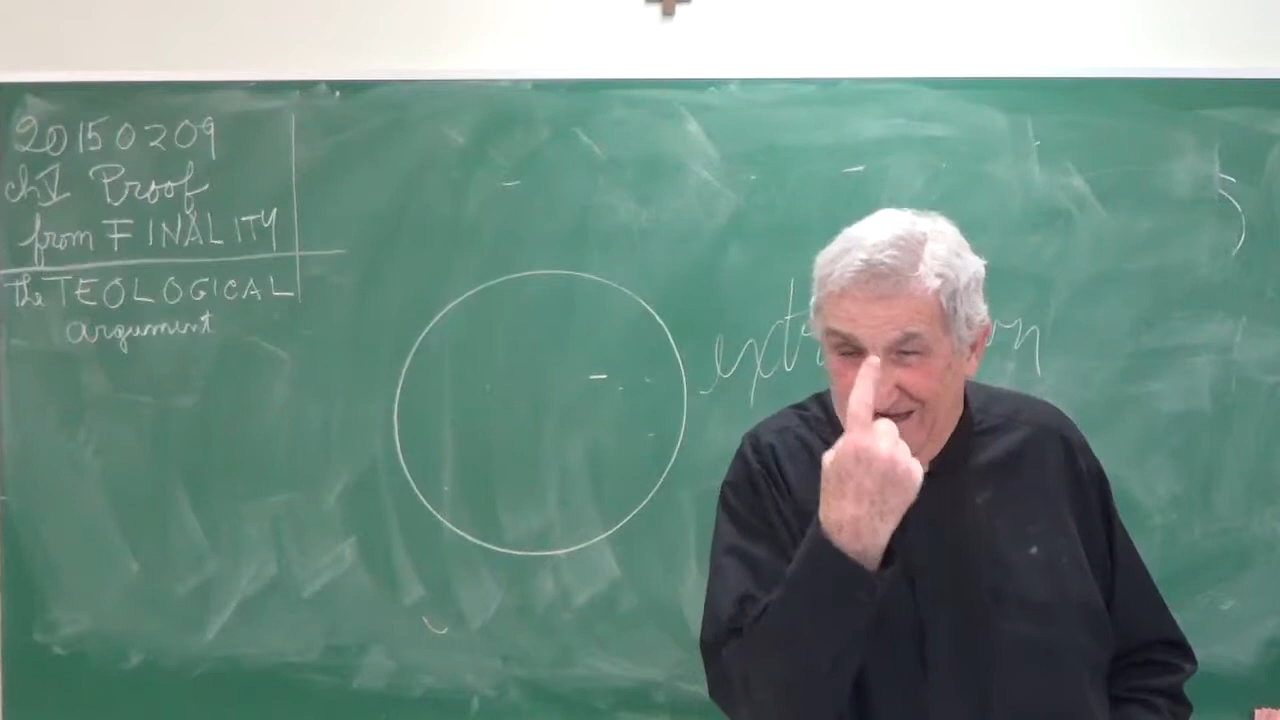 20150209
ch V Proof
from FINALITY
the TEOLOGICAL
argument